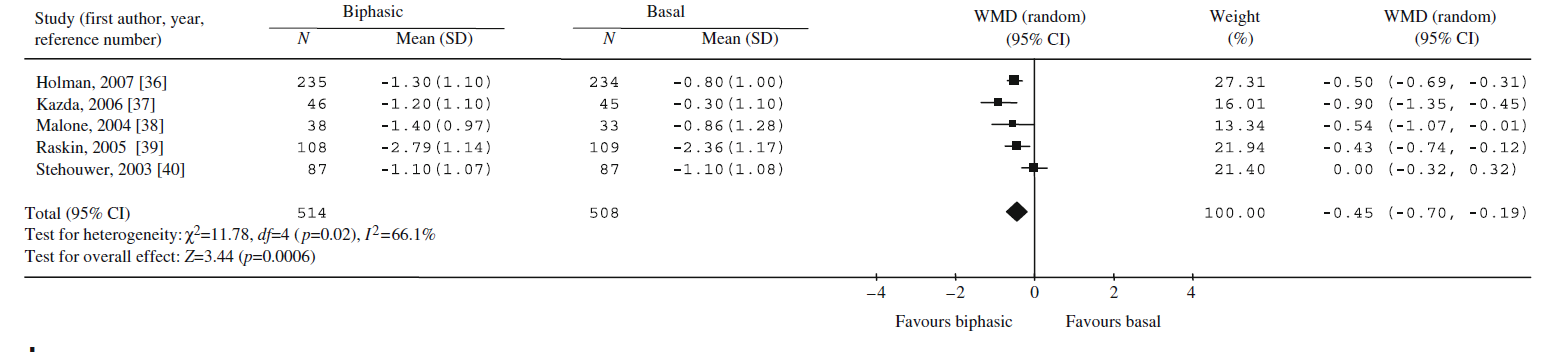 Study (first author, year, reference number) Biphasic Basal WMD (random) Weight WMD (random)
N Mean (SD) N Mean (SD) (95% CI) (%) (95% CI)
Holman, 2007 [36] 235 -1.30(1.10) 234 -0.80(1.00) 27.31 -0.50 (-0.69, -0.31)
Kazda, 2006 [37] 46 -1.20(1.10) 45 -0.30(1.10) 16.01 -0.90 (-1.35, -0.45)
Malone, 2004 [38] 38 -1.40(0.97) 33 -0.86(1.28) 13.34 -0.54 (-1.07, -0.01)
Raskin, 2005 [39] 108 -2.79(1.14) 109 -2.36(1.17) 21.94 -0.43 (-0.74, -0.12)
Stehouwer, 2003 [40] 87 -1.10(1.07) 87 -1.10(1.08) 21.40 0.00 (-0.32, 0.32)
Total (95% CI) 514 508 100.00 -0.45 (-0.70, -0.19)
Test for heterogeneity: χ²=11.78, df=4 (p=0.02), I²=66.1%
Test for overall effect: Z=3.44 (p=0.0006)
−4 −2 0 2 4
Favours biphasic Favours basal